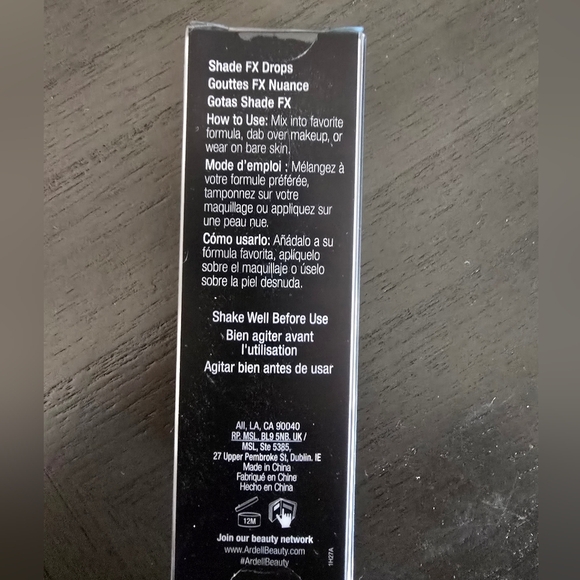 Shade FX Drops
Gouttes FX Nuance
Gotas Shade FX
How to Use: Mix into favorite
formula, dab over makeup, or
wear on bare skin.
Mode d'emploi : Mélangez à
votre formule préférée,
tamponnez sur votre
maquillage ou appliquez sur
une peau nue.
Cómo usarlo: Añádalo a su
fórmula favorita, aplíquelo
sobre el maquillaje o úselo
sobre la piel desnuda.
Shake Well Before Use
Bien agiter avant
l'utilisation
Agitar bien antes de usar
AII, LA, CA 90040
RP. MSL, BL9 5NB, UK /
MSL, Ste 5385,
27 Upper Pembroke St, Dublin. IE
Made in China
Fabriqué en Chine
Hecho en China
12M
Join our beauty network
www.ArdellBeauty.com
#ArdellBeauty
1H27A